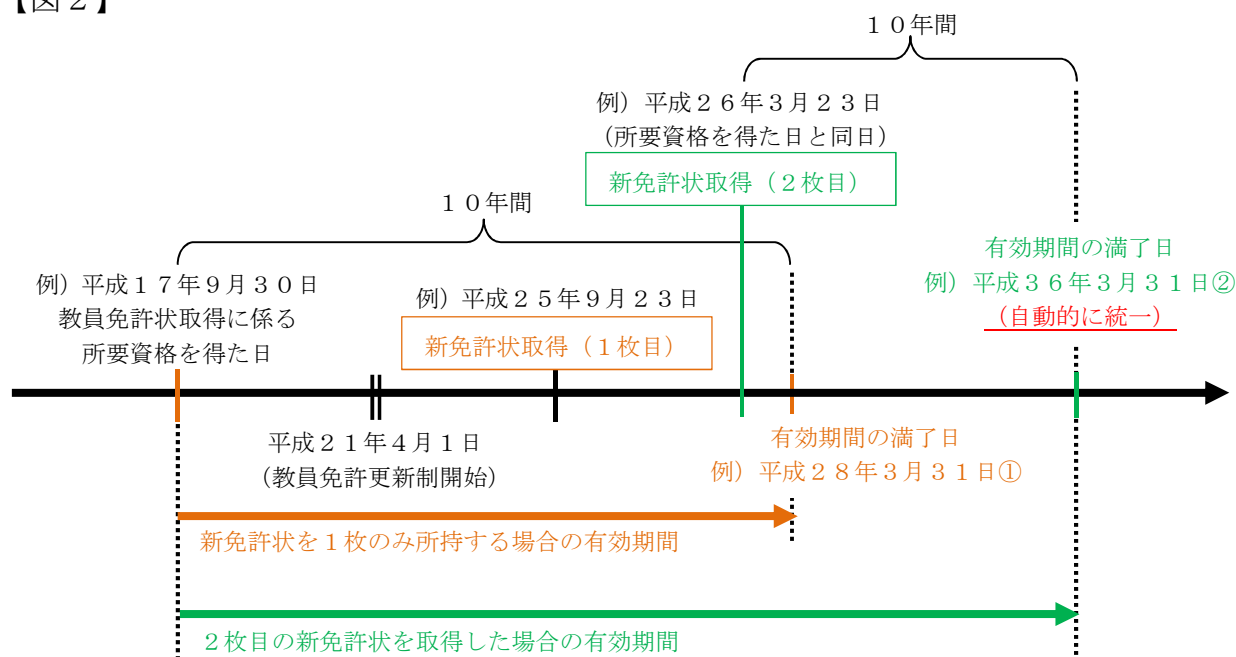 【図２】
１０年間
例）平成２６年３月２３日
（所要資格を得た日と同日）
新免許状取得（２枚目）
１０年間
例）平成１７年９月３０日
教員免許状取得に係る
所要資格を得た日
例）平成２５年９月２３日
新免許状取得（１枚目）
有効期間の満了日
例）平成３６年３月３１日②
（自動的に統一）
平成２１年４月１日
（教員免許更新制開始）
有効期間の満了日
例）平成２８年３月３１日①
新免許状を１枚のみ所持する場合の有効期間
２枚目の新免許状を取得した場合の有効期間